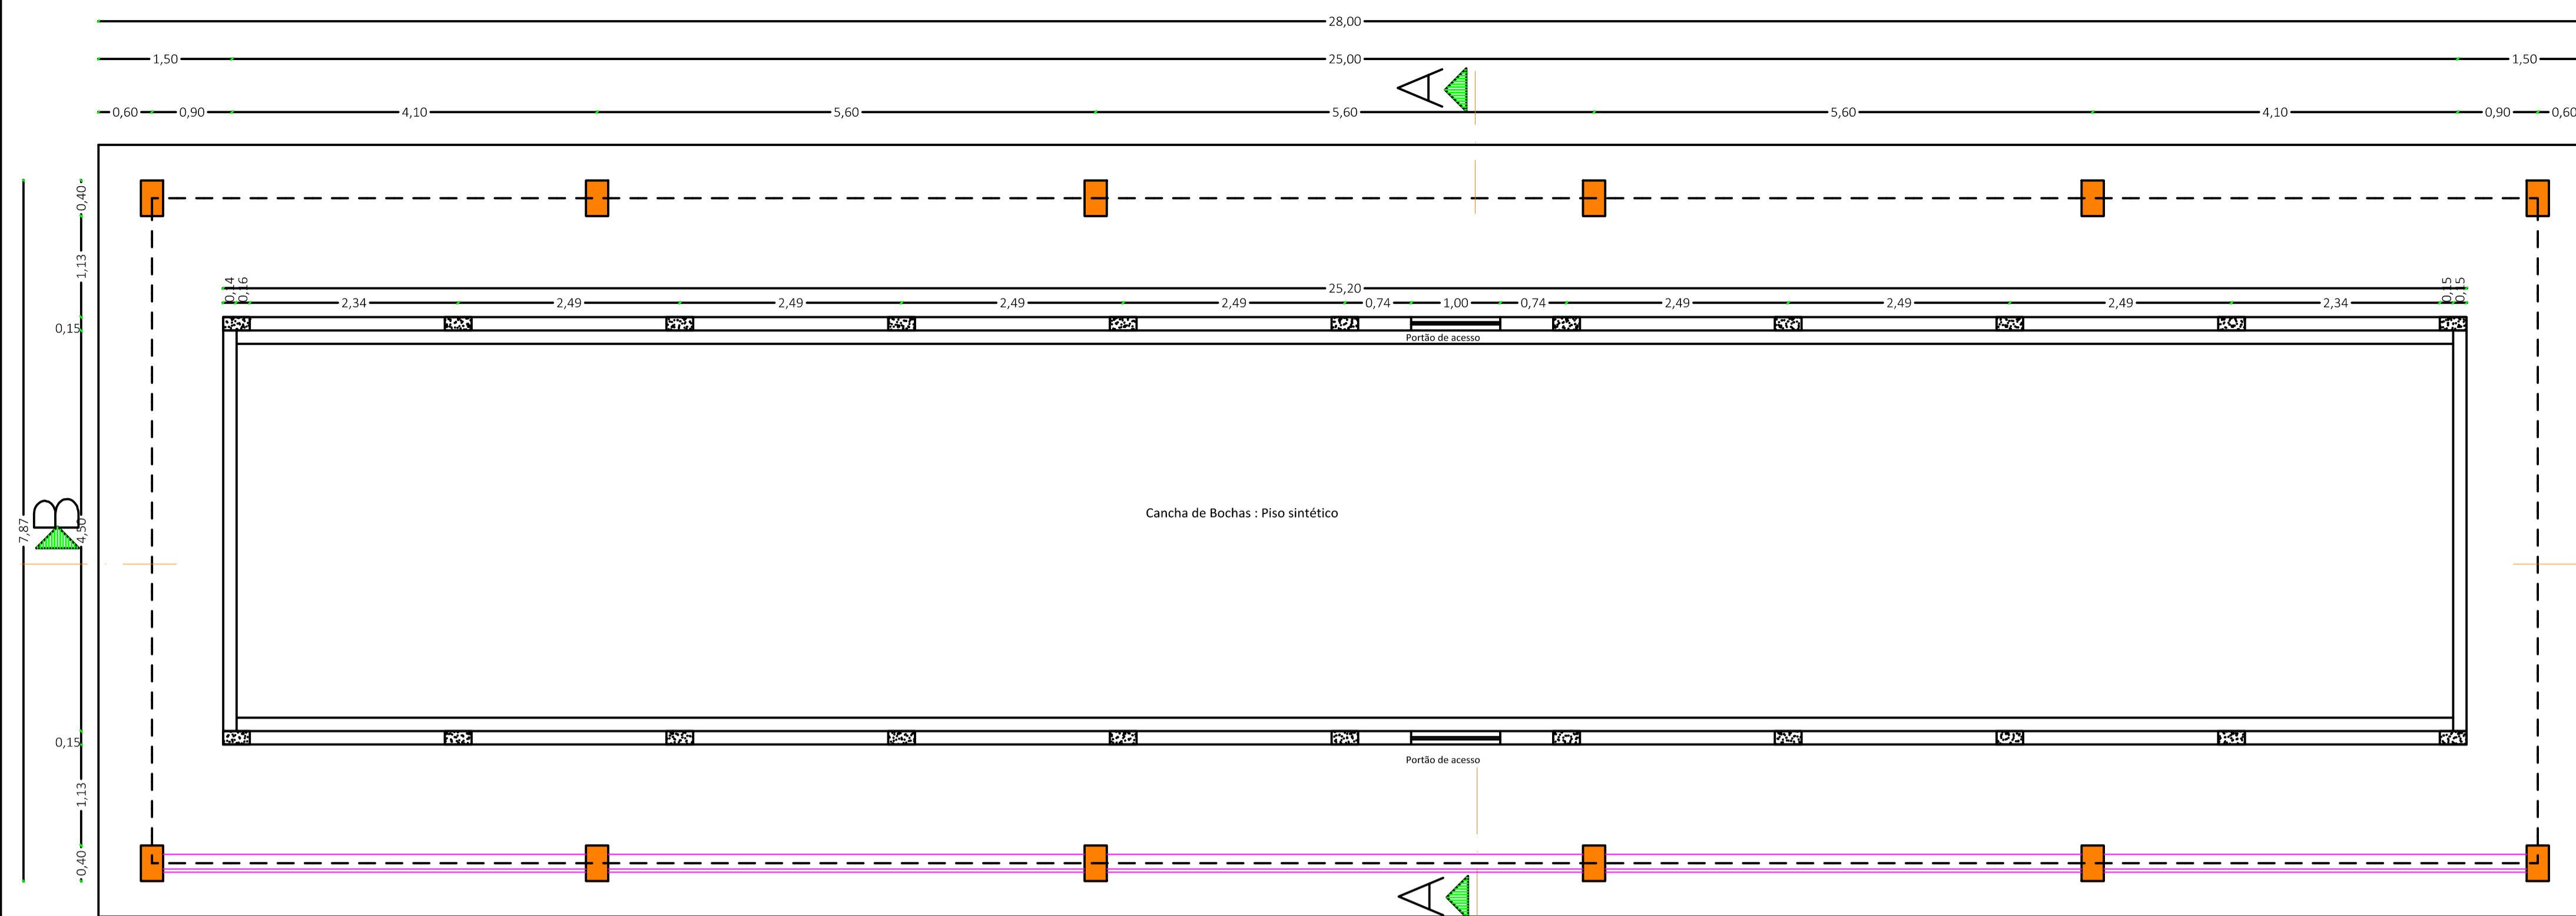 28,00
1,50 25,00 1,50
A
0,60 0,90 4,10 5,60 5,60 5,60 4,10 0,90 0,60
0,40
1,13
0,14 0,16 25,20 0,15 0,15
2,34 2,49 2,49 2,49 2,49 0,74 1,00 0,74 2,49 2,49 2,49 2,34
0,15
Portão de acesso
Cancha de Bochas : Piso sintético
B
7,87 4,50
0,15
Portão de acesso
1,13
0,40
A